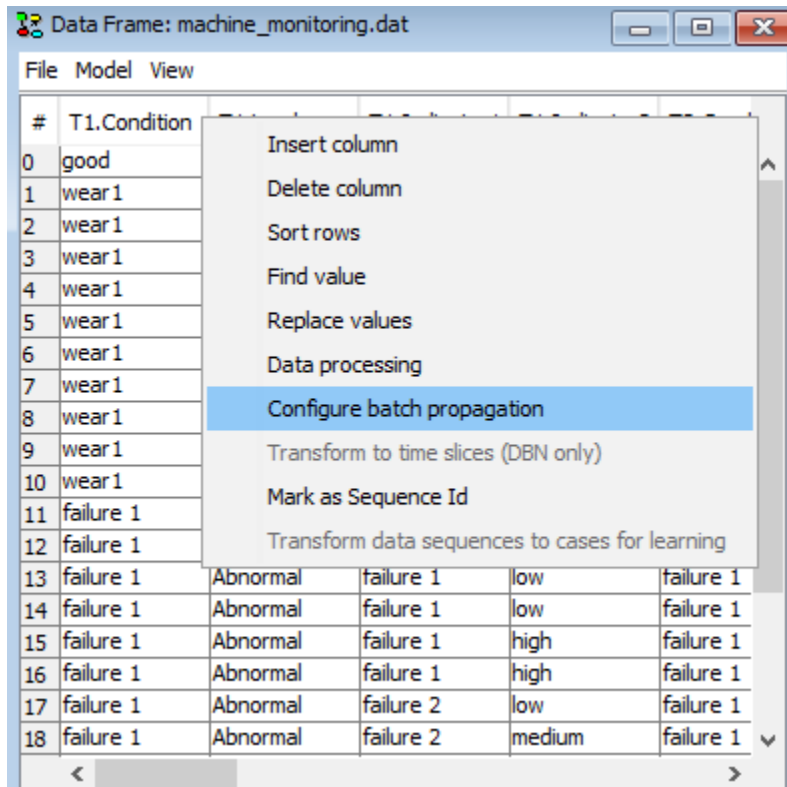 Data Frame: machine_monitoring.dat
File Model View
# T1.Condition
Insert column
Delete column
Sort rows
Find value
Replace values
Data processing
Configure batch propagation
Transform to time slices (DBN only)
Mark as Sequence Id
Transform data sequences to cases for learning
0 good
1 wear1
2 wear1
3 wear1
4 wear1
5 wear1
6 wear1
7 wear1
8 wear1
9 wear1
10 wear1
11 failure 1
12 failure 1
13 failure 1 Abnormal failure 1 low failure 1
14 failure 1 Abnormal failure 1 low failure 1
15 failure 1 Abnormal failure 1 high failure 1
16 failure 1 Abnormal failure 1 high failure 1
17 failure 1 Abnormal failure 2 low failure 1
18 failure 1 Abnormal failure 2 medium failure 1